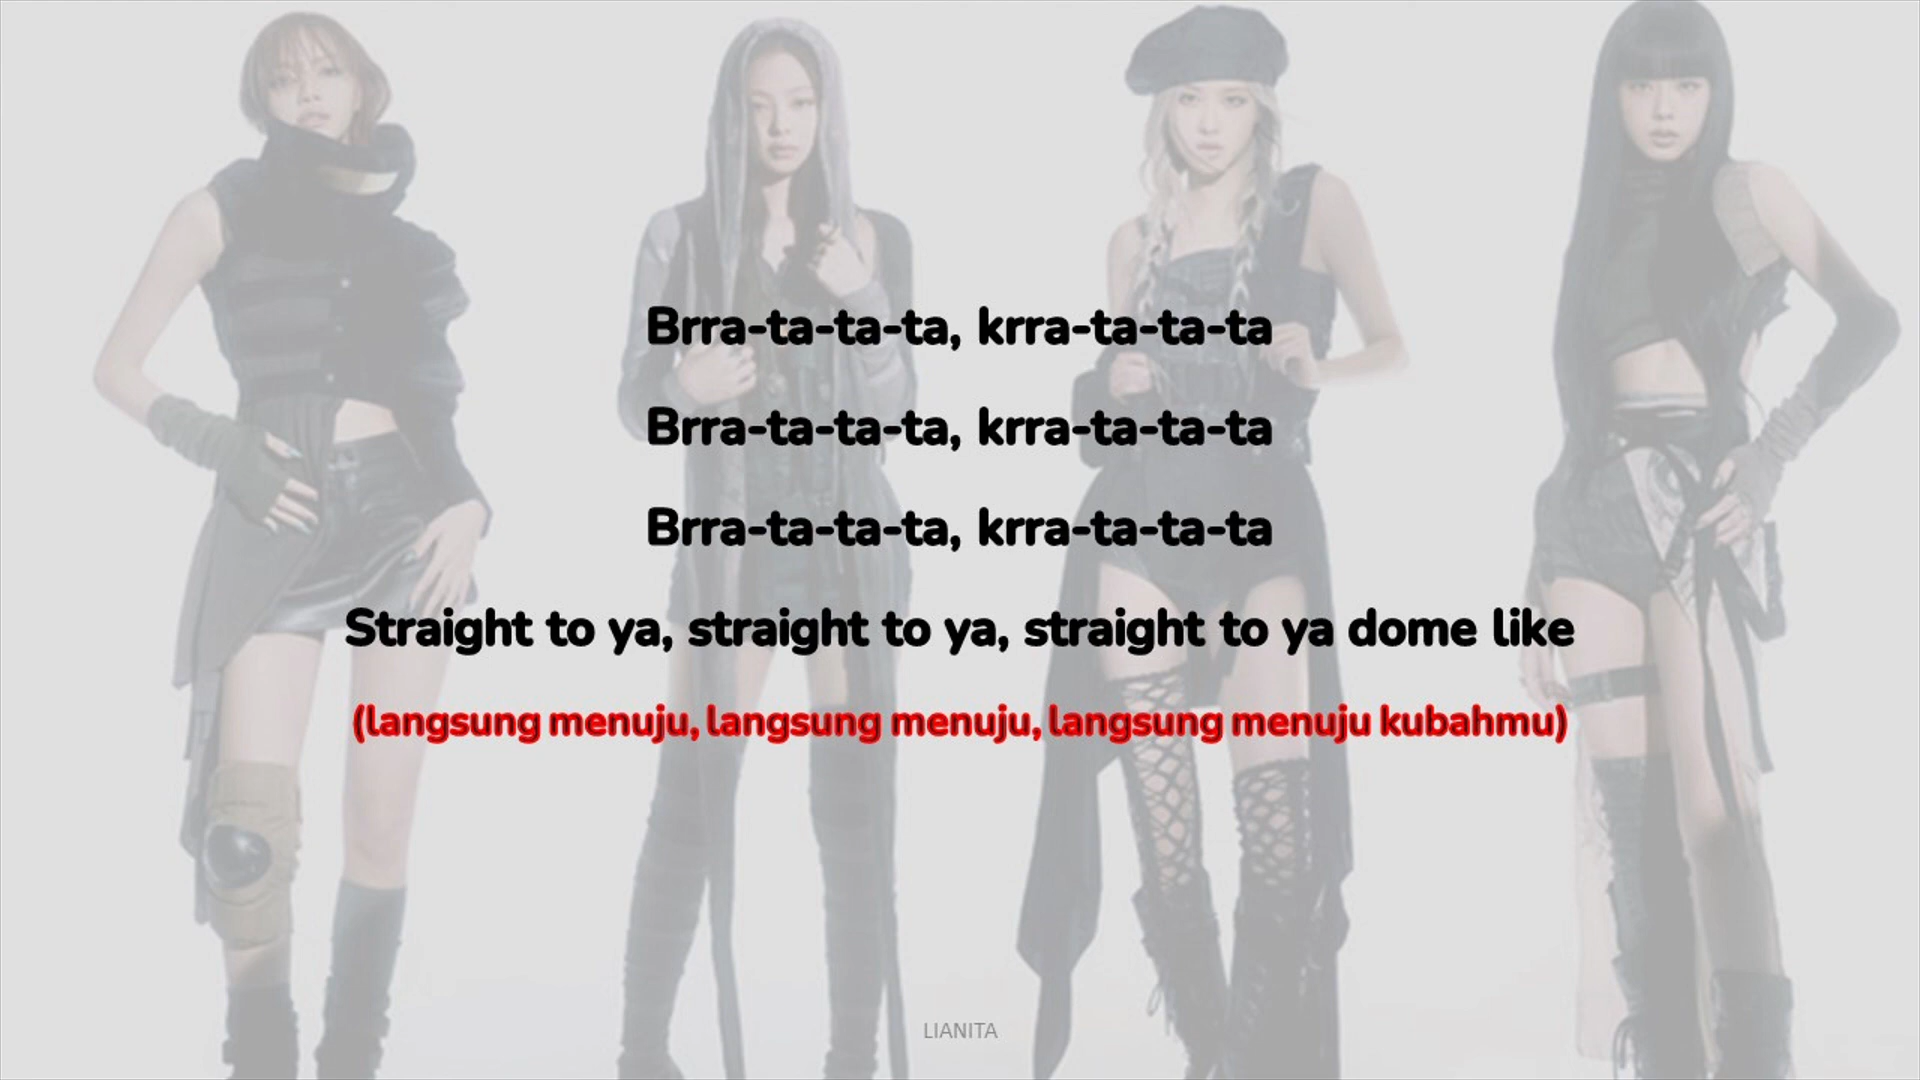 Brra-ta-ta-ta, krra-ta-ta-ta
Brra-ta-ta-ta, krra-ta-ta-ta
Brra-ta-ta-ta, krra-ta-ta-ta
Straight to ya, straight to ya, straight to ya dome like
(langsung menuju, langsung menuju, langsung menuju kubahmu)
LIANITA